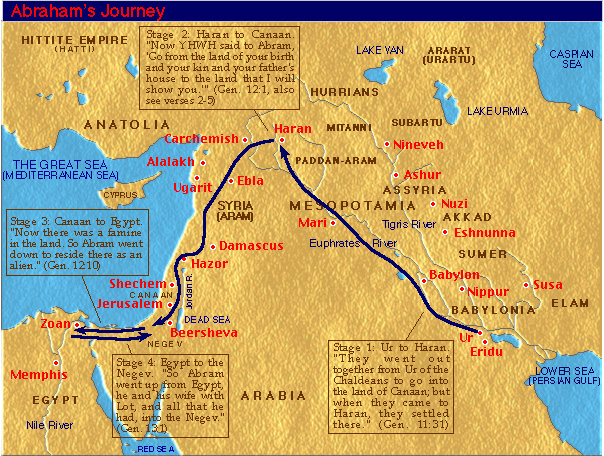 Abraham's Journey
HITTITE EMPIRE
(HATTI)
Stage 2: Haran to Canaan.
"Now YHWH said to Abram,
'Go from the land of your birth
and your kin and your father's
house to the land that I will
show you.'" (Gen. 12:1, also
see verses 2-5)
LAKE VAN
ARARAT
(URARTU)
CASPIAN
SEA
HURRIANS
LAKE URMIA
ANATOLIA
MITANNI
SUBARTU
Carchemish
Haran
Nineveh
THE GREAT SEA
(MEDITERRANEAN SEA)
Alalakh
PADDAN-ARAM
Ashur
Ugarit
Ebla
ASSYRIA
CYPRUS
SYRIA
(ARAM)
MESOPOTAMIA
Nuzi
Mari
Tigris River
AKKAD
Eshnunna
Stage 3: Canaan to Egypt.
"Now there was a famine
in the land. So Abram went
down to reside there as an
alien." (Gen. 12:10)
Damascus
Euphrates River
SUMER
Hazor
Shechem
CANAAN
Jordan R.
Babylon
Nippur
Susa
Jerusalem
ELAM
Zoan
DEAD SEA
Beersheva
BABYLONIA
NEGEV
Ur
Eridu
Memphis
Stage 4: Egypt to the
Negev. "So Abram
went up from Egypt,
he and his wife with
Lot, and all that he
had, into the Negev."
(Gen. 13:1)
Stage 1: Ur to Haran.
"They went out
together from Ur of the
Chaldeans to go into
the land of Canaan; but
when they came to
Haran, they settled
there." (Gen. 11:31)
LOWER SEA
(PERSIAN GULF)
ARABIA
EGYPT
Nile River
RED SEA